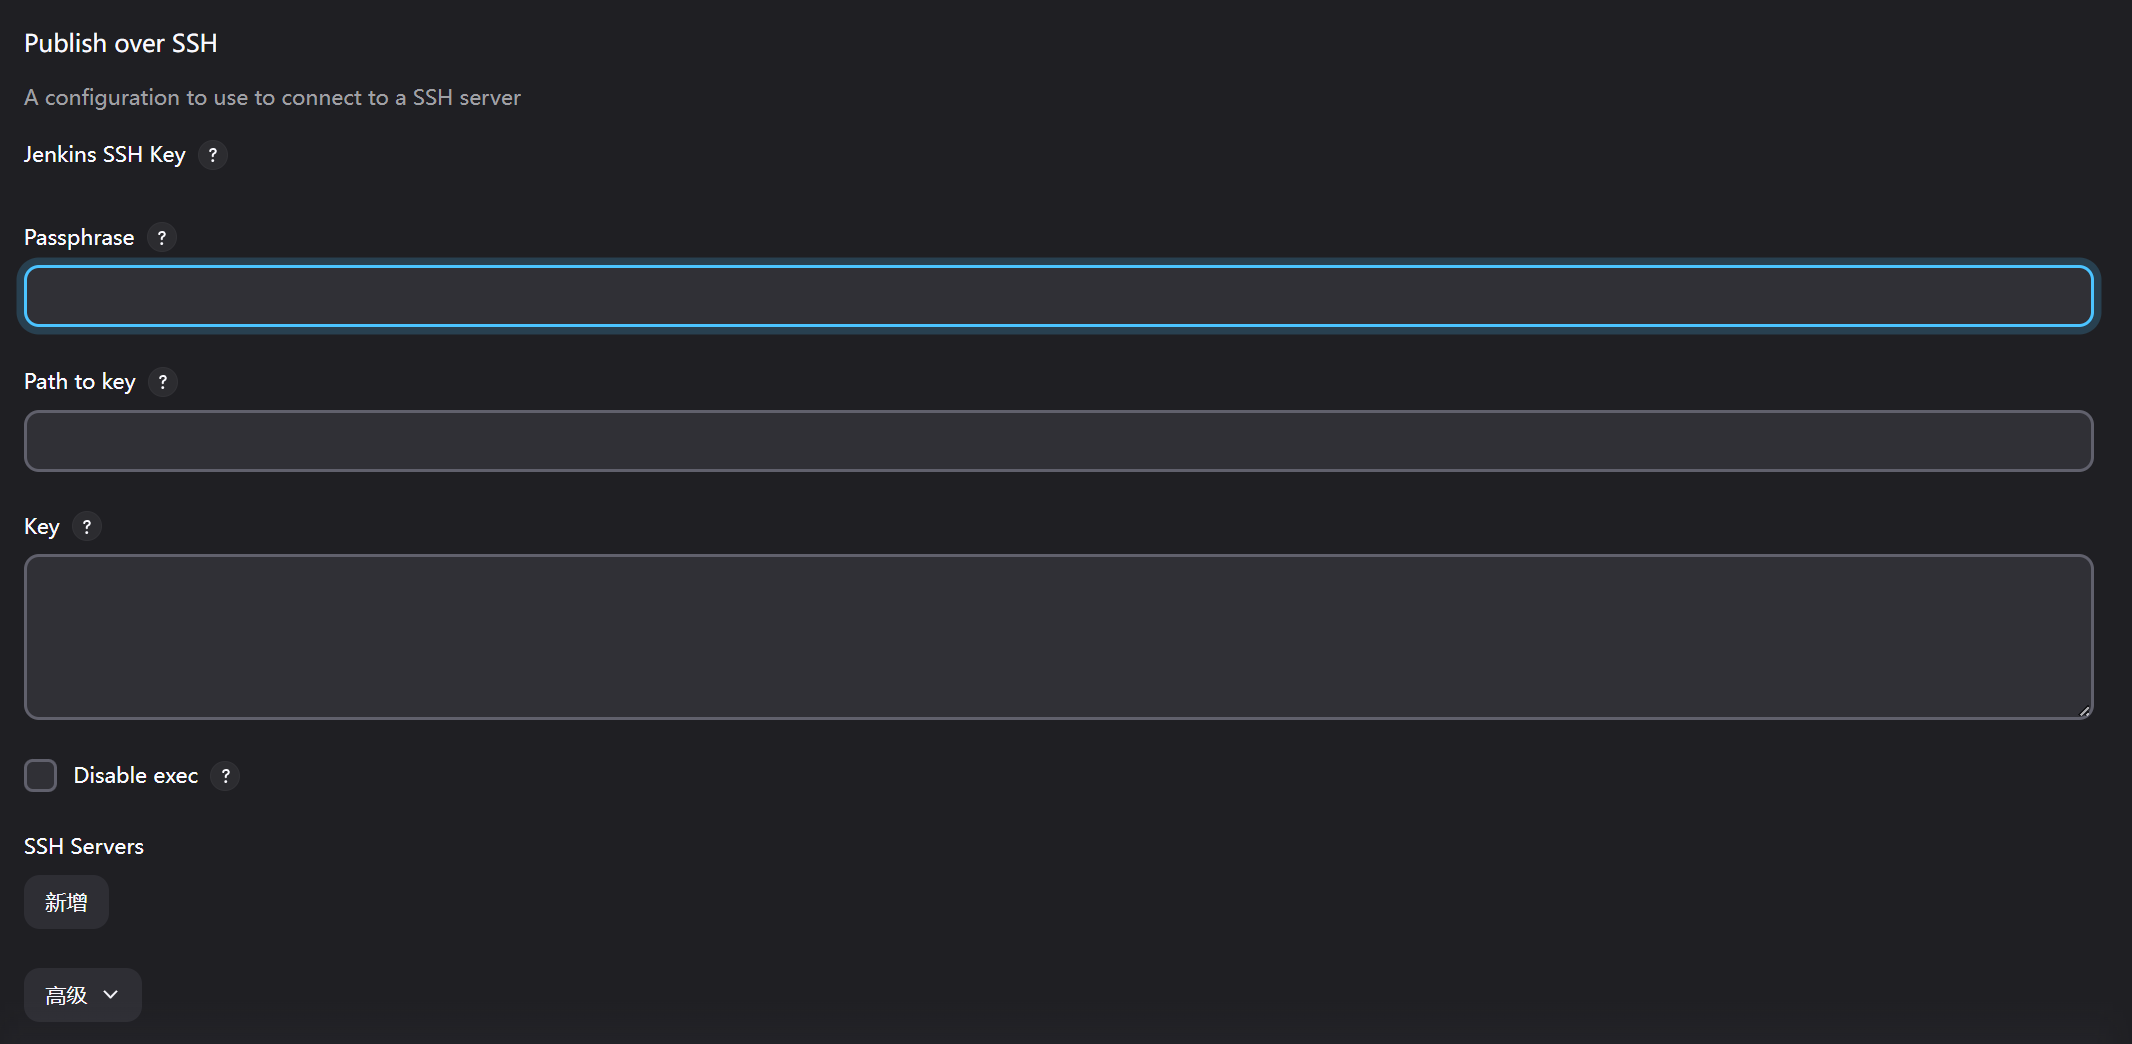 Publish over SSH
A configuration to use to connect to a SSH server
Jenkins SSH Key ?
Passphrase ?
Path to key ?
Key ?
Disable exec ?
SSH Servers
新增
高级